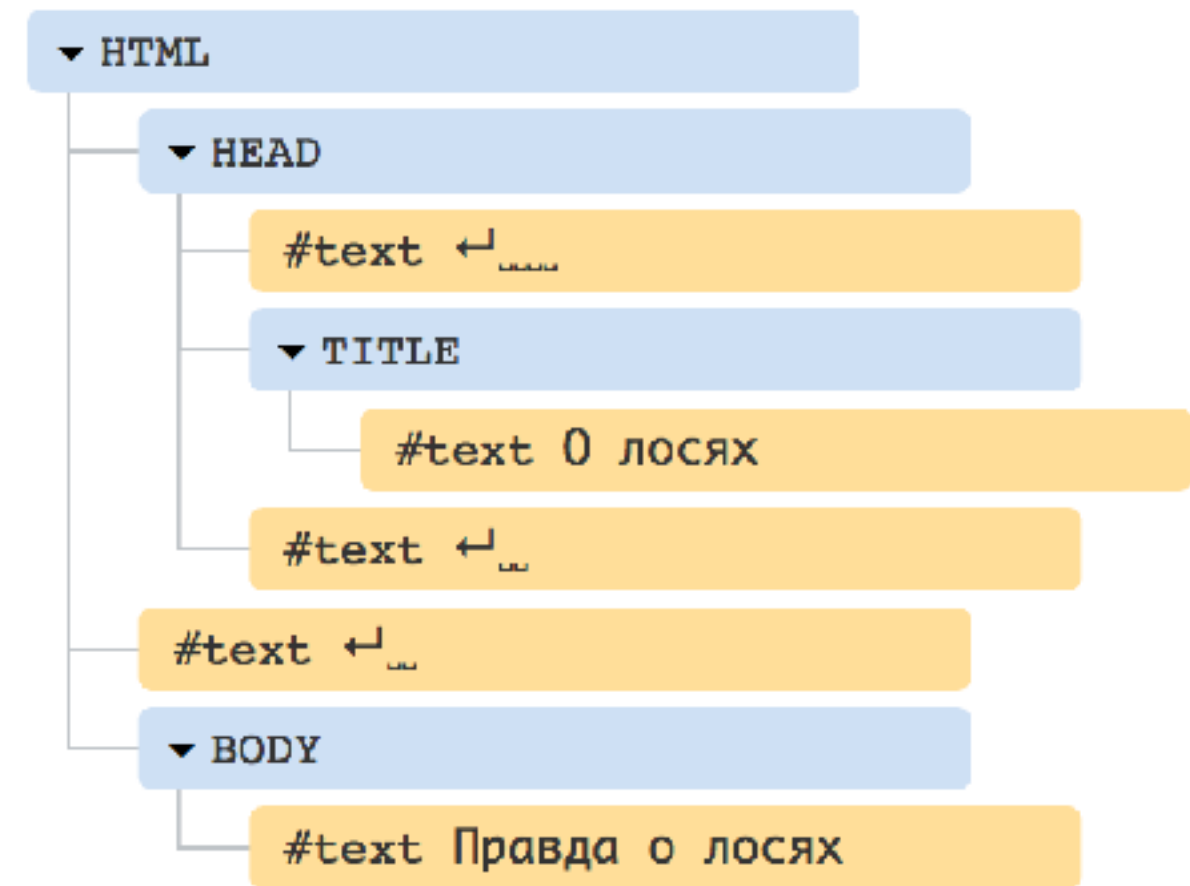 HTML
HEAD
#text ↵␣␣␣␣
TITLE
#text О лосях
#text ↵␣␣
#text ↵␣␣
BODY
#text Правда о лосях